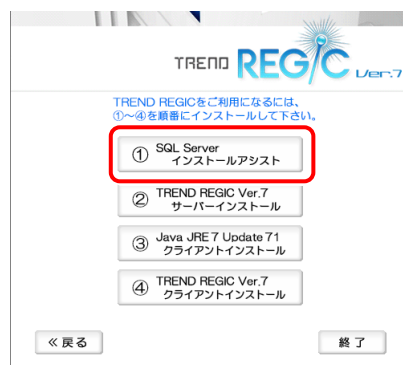 TREND REGIC Ver.7
TREND REGICをご利用になるには、
①～④を順番にインストールして下さい。
① SQL Server
インストールアシスト
② TREND REGIC Ver.7
サーバーインストール
③ Java JRE 7 Update 71
クライアントインストール
④ TREND REGIC Ver.7
クライアントインストール
≪戻る
終了